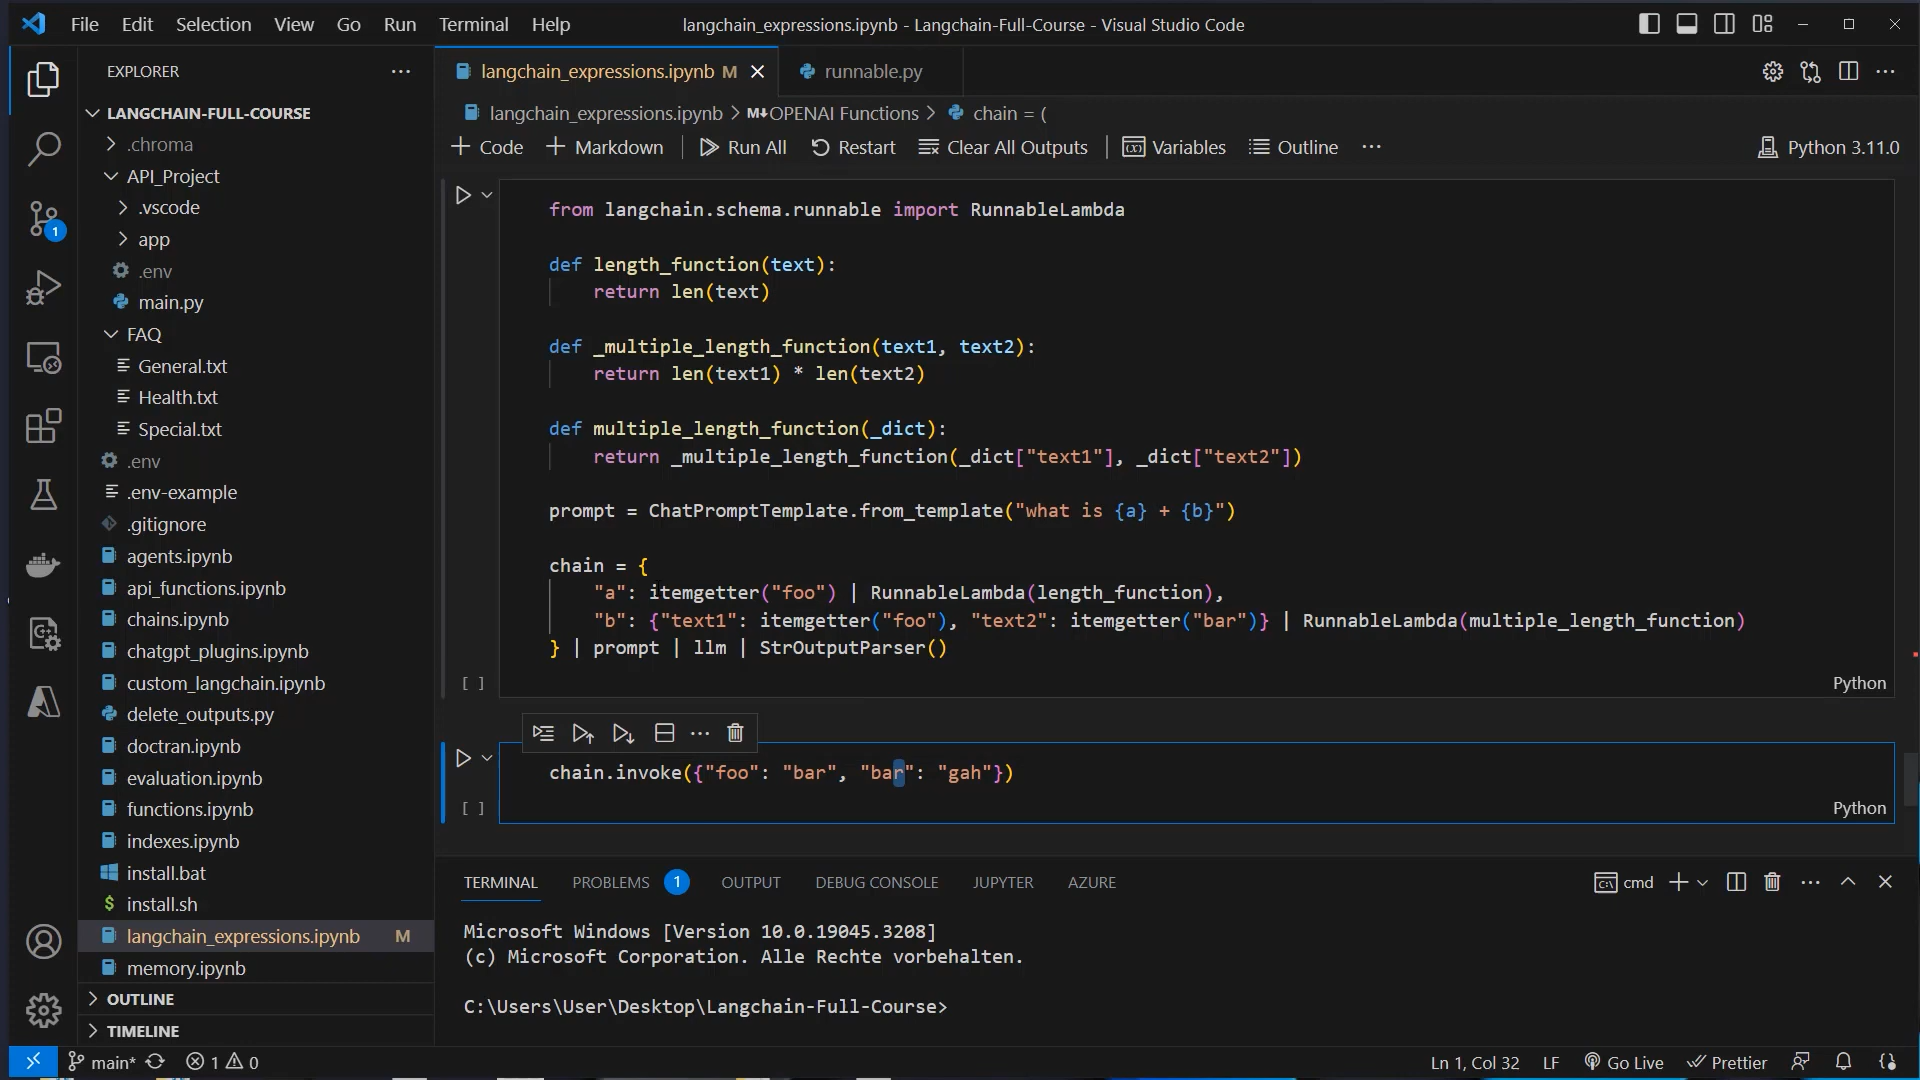 File Edit Selection View Go Run Terminal Help langchain_expressions.ipynb - Langchain-Full-Course - Visual Studio Code
EXPLORER
LANGCHAIN-FULL-COURSE
.chroma
API_Project
.vscode
app
.env
main.py
FAQ
General.txt
Health.txt
Special.txt
.env
.env-example
.gitignore
agents.ipynb
api_functions.ipynb
chains.ipynb
chatgpt_plugins.ipynb
custom_langchain.ipynb
delete_outputs.py
doctran.ipynb
evaluation.ipynb
functions.ipynb
indexes.ipynb
install.bat
install.sh
langchain_expressions.ipynb M
memory.ipynb
OUTLINE
TIMELINE
1
langchain_expressions.ipynb M runnable.py
langchain_expressions.ipynb > M↓OPENAI Functions > chain = (
+ Code + Markdown Run All Restart Clear All Outputs Variables Outline ... Python 3.11.0
from langchain.schema.runnable import RunnableLambda
def length_function(text):
return len(text)
def _multiple_length_function(text1, text2):
return len(text1) * len(text2)
def multiple_length_function(_dict):
return _multiple_length_function(_dict["text1"], _dict["text2"])
prompt = ChatPromptTemplate.from_template("what is {a} + {b}")
chain = {
"a": itemgetter("foo") | RunnableLambda(length_function),
"b": {"text1": itemgetter("foo"), "text2": itemgetter("bar")} | RunnableLambda(multiple_length_function)
} | prompt | llm | StrOutputParser()
[ ] Python
chain.invoke({"foo": "bar", "bar": "gah"})
[ ] Python
TERMINAL PROBLEMS 1 OUTPUT DEBUG CONSOLE JUPYTER AZURE cmd
Microsoft Windows [Version 10.0.19045.3208]
(c) Microsoft Corporation. Alle Rechte vorbehalten.
C:\Users\User\Desktop\Langchain-Full-Course>
main* 1 0 Ln 1, Col 32 LF Go Live Prettier